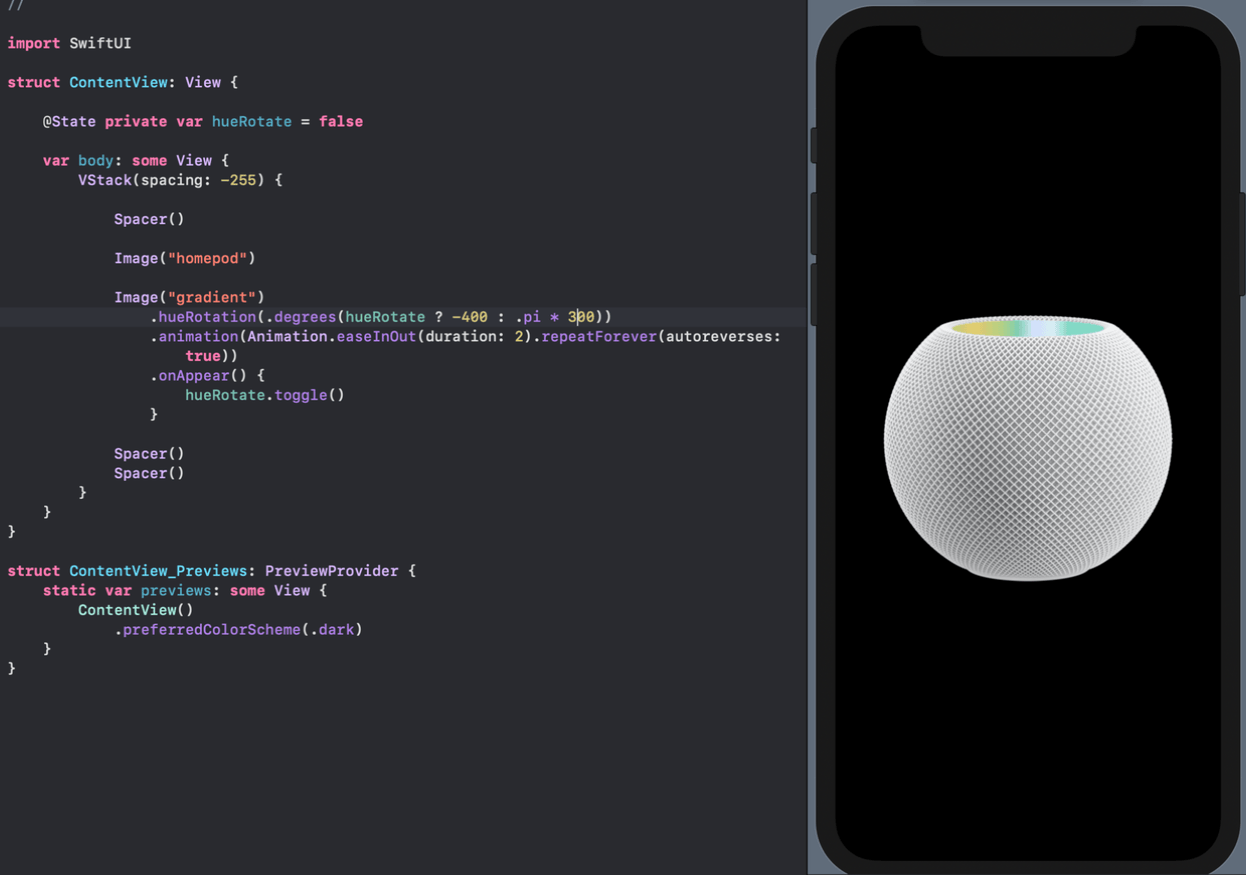 //
import SwiftUI
struct ContentView: View {
@State private var hueRotate = false
var body: some View {
VStack(spacing: -255) {
Spacer()
Image("homepod")
Image("gradient")
.hueRotation(.degrees(hueRotate ? -400 : .pi * 300))
.animation(Animation.easeInOut(duration: 2).repeatForever(autoreverses:
true))
.onAppear() {
hueRotate.toggle()
}
Spacer()
Spacer()
}
}
}
struct ContentView_Previews: PreviewProvider {
static var previews: some View {
ContentView()
.preferredColorScheme(.dark)
}
}